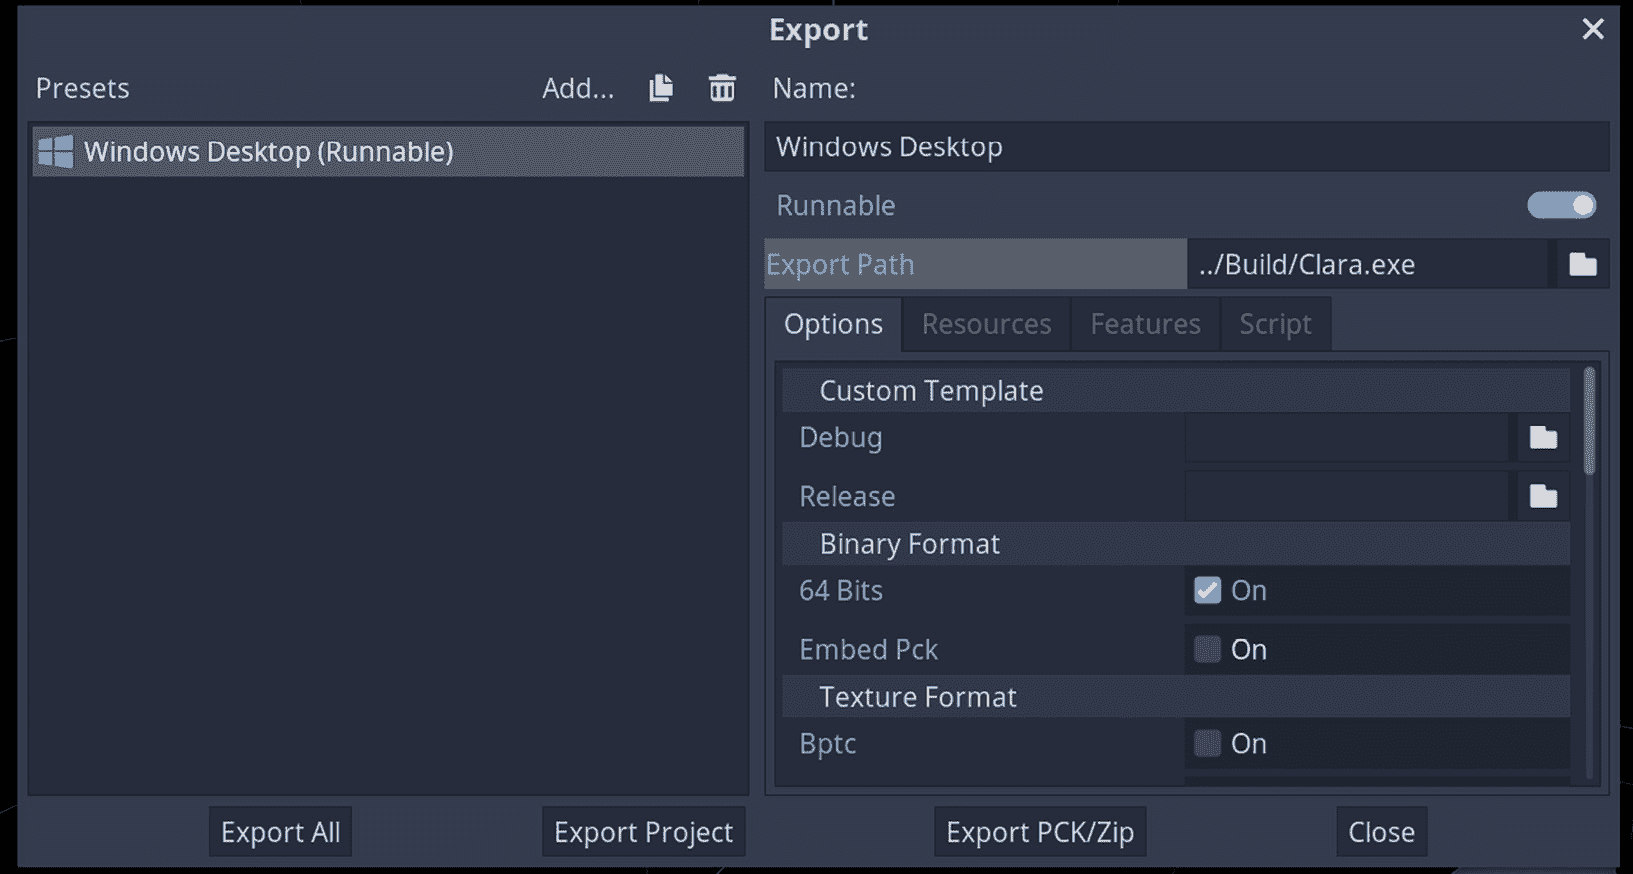 Export
Presets
Add...
Name:
Windows Desktop (Runnable)
Windows Desktop
Runnable
Export Path
../Build/Clara.exe
Options
Resources
Features
Script
Custom Template
Debug
Release
Binary Format
64 Bits
On
Embed Pck
On
Texture Format
Bptc
On
Export All
Export Project
Export PCK/Zip
Close